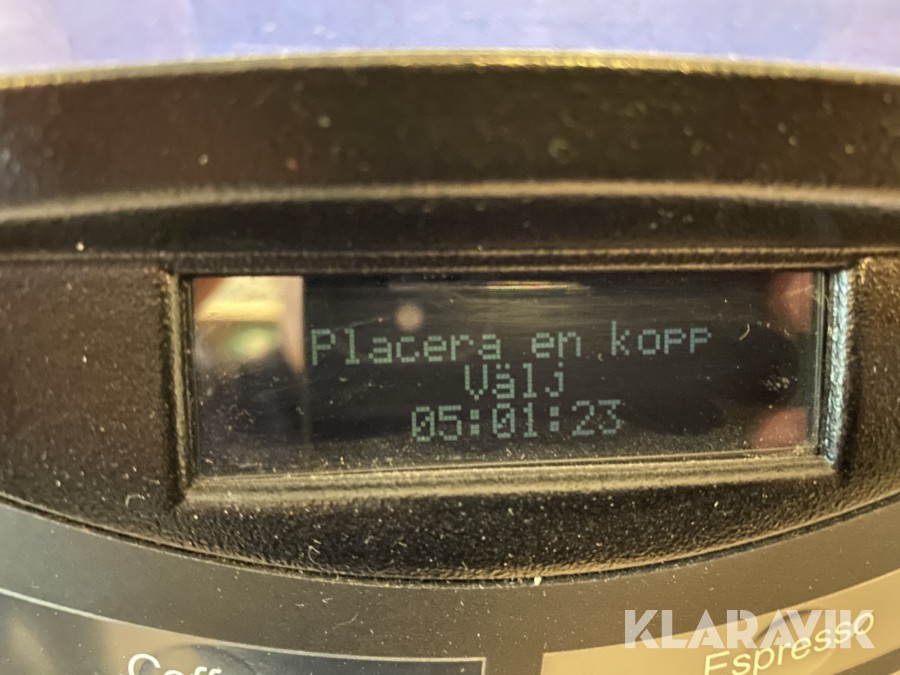 Placera en kopp
Välj
05:01:23
KLARAVIK
Espresso